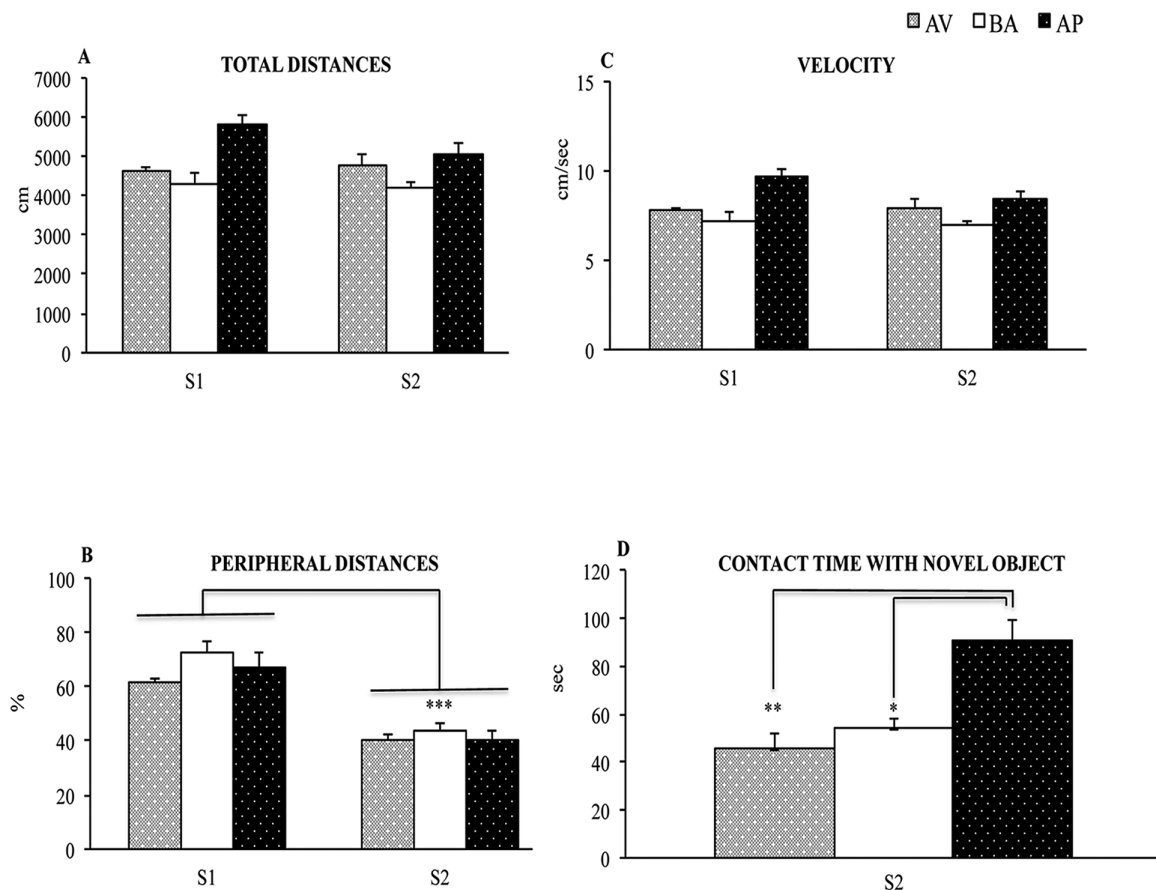 AV BA AP
A
TOTAL DISTANCES
7000
6000
5000
4000
3000
2000
1000
0
cm
S1 S2
C
VELOCITY
15
10
5
0
cm/sec
S1 S2
B
PERIPHERAL DISTANCES
100
80
60
40
20
0
%
***
S1 S2
D
CONTACT TIME WITH NOVEL OBJECT
120
100
80
60
40
20
0
sec
** *
S2